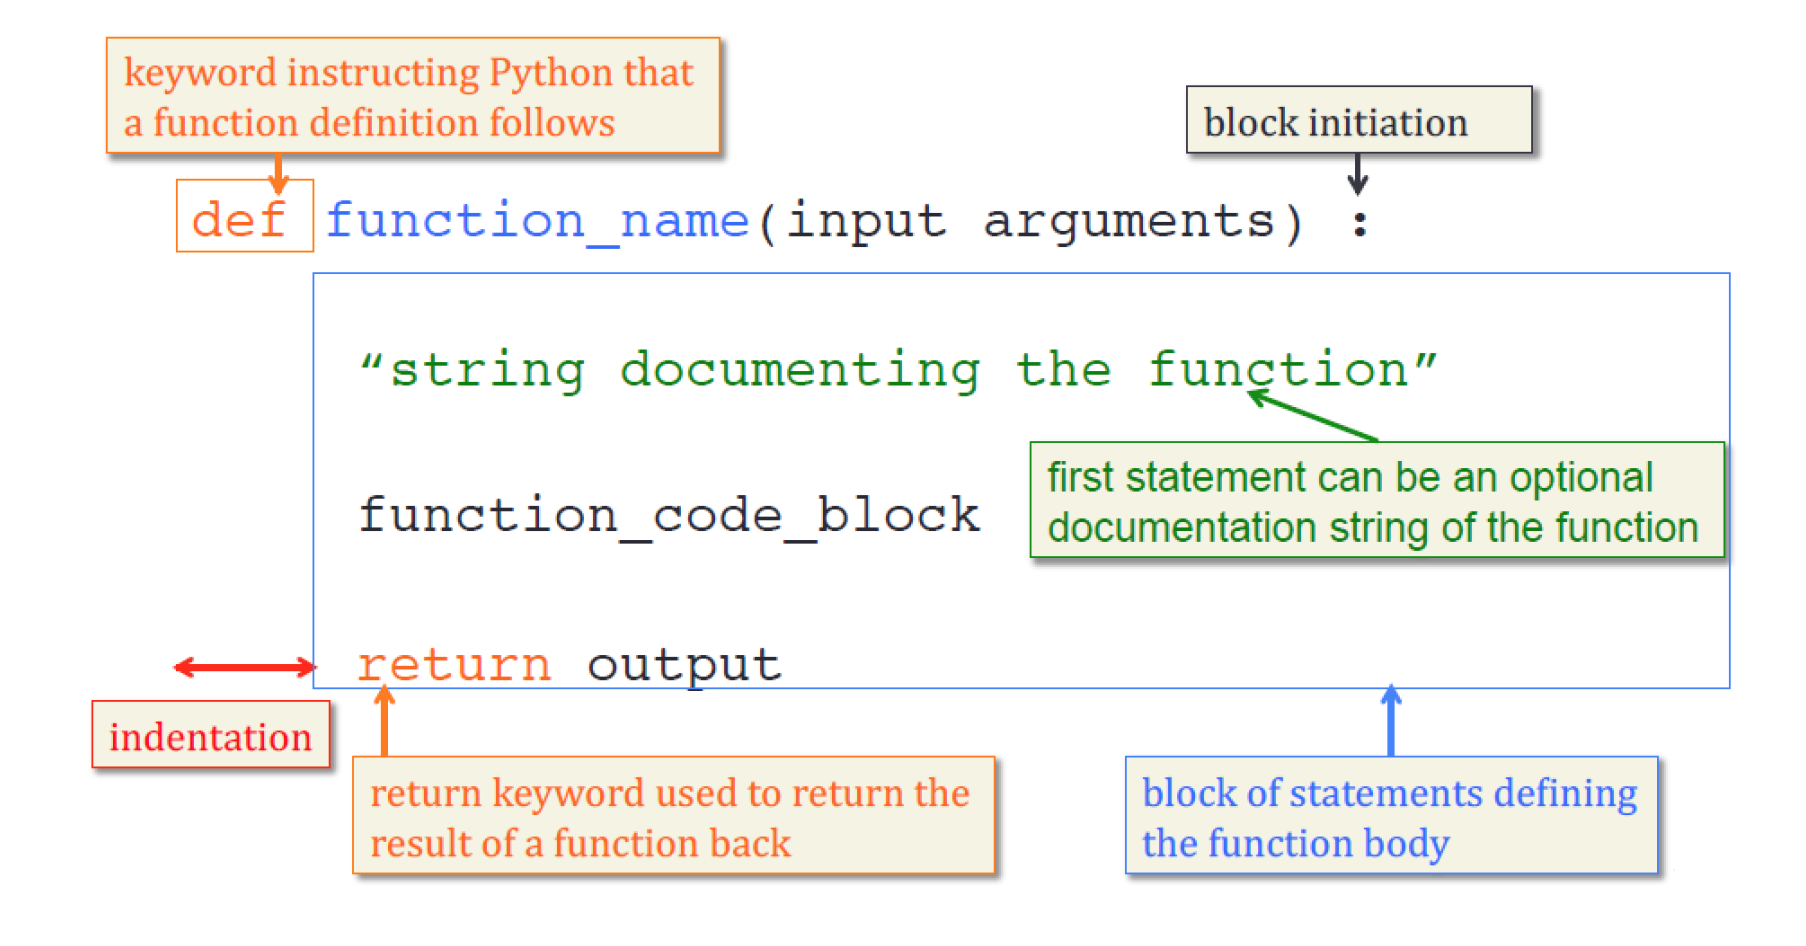 keyword instructing Python that
a function definition follows
block initiation
def function_name(input arguments) :
“string documenting the function”
first statement can be an optional
documentation string of the function
function_code_block
return output
indentation
return keyword used to return the
result of a function back
block of statements defining
the function body